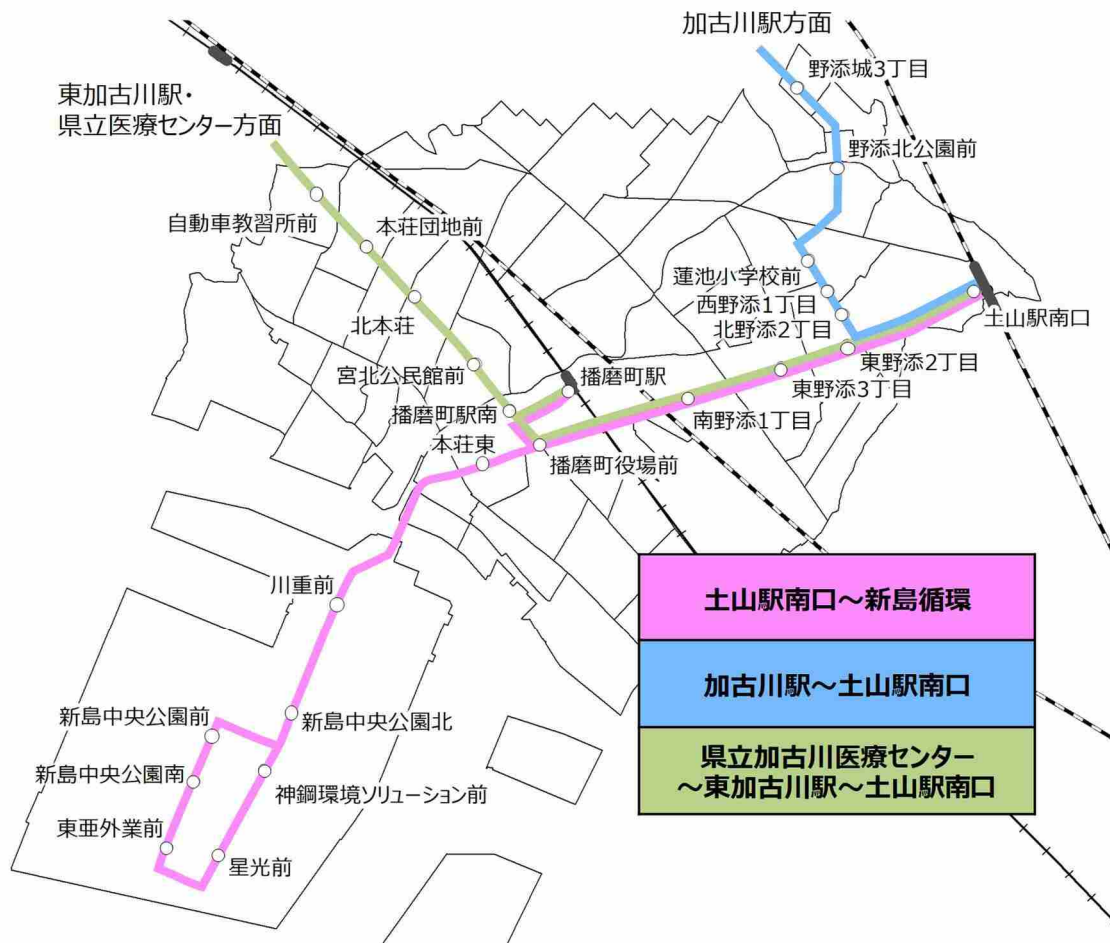 加古川駅方面
野添城3丁目
東加古川駅・
県立医療センター方面
野添北公園前
自動車教習所前
本荘団地前
蓮池小学校前
西野添1丁目
北野添2丁目
土山駅南口
北本荘
東野添2丁目
宮北公民館前
播磨町駅
東野添3丁目
播磨町駅南
南野添1丁目
本荘東
播磨町役場前
川重前
新島中央公園前
新島中央公園北
新島中央公園南
神鋼環境ソリューション前
東亜外業前
星光前
土山駅南口～新島循環
加古川駅～土山駅南口
県立加古川医療センター
～東加古川駅～土山駅南口